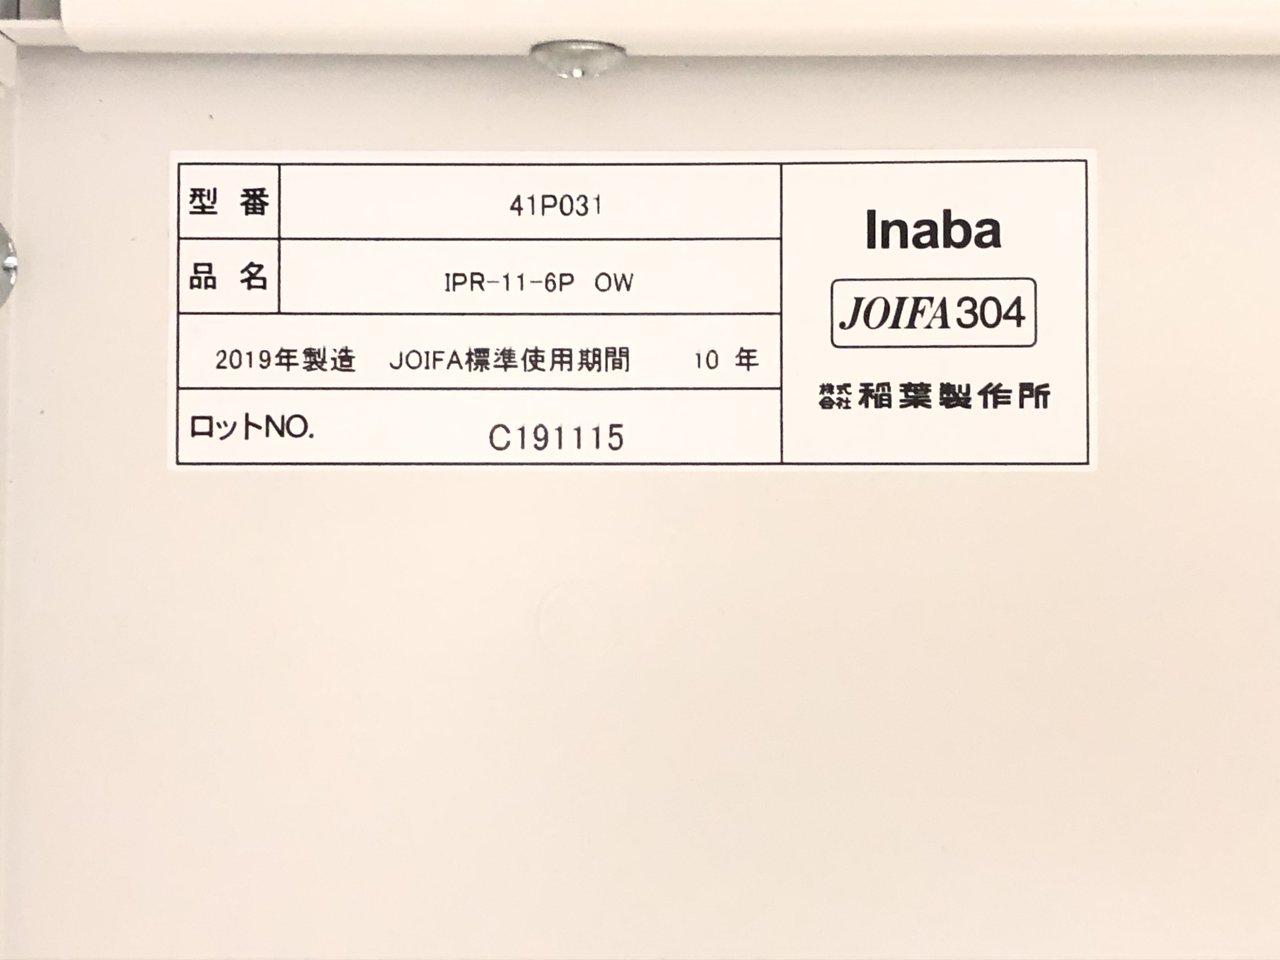 型番 41P031
品名 IPR-11-6P OW
2019年製造 JOIFA標準使用期間 10 年
ロットNO. C191115
Inaba
JOIFA304
株式会社 稲葉製作所